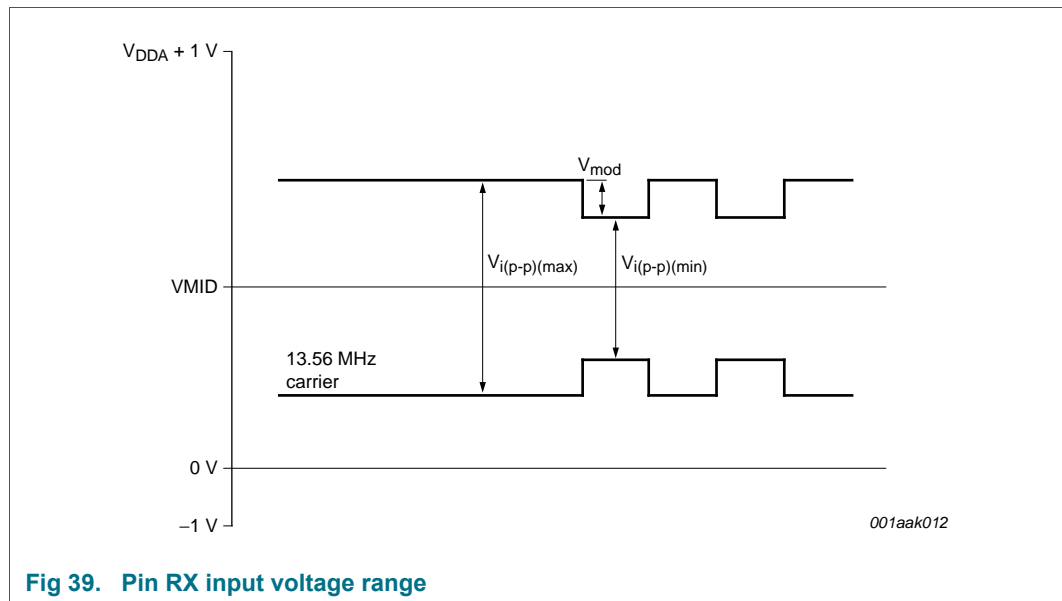 VDDA + 1 V
Vmod
Vi(p-p)(max)
Vi(p-p)(min)
VMID
13.56 MHz
carrier
0 V
−1 V
001aak012
Fig 39. Pin RX input voltage range